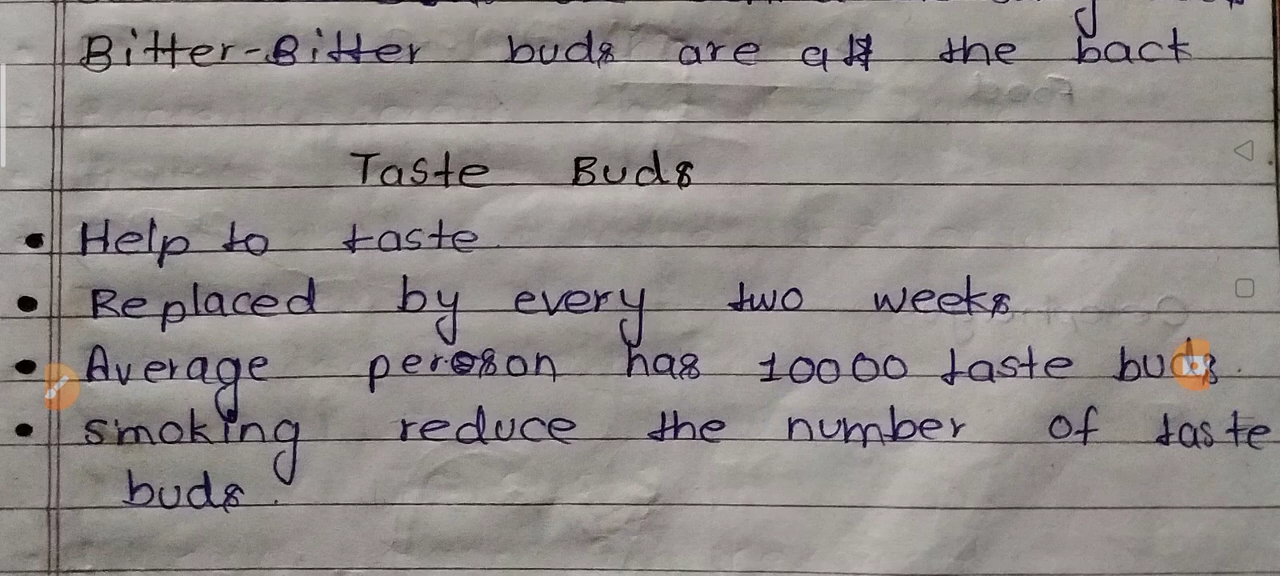 Bitter-Bitter buds are at the back
Taste Buds
• Help to taste
• Replaced by every two weeks
• Average person has 10000 taste buds.
• smoking reduce the number of taste
buds.